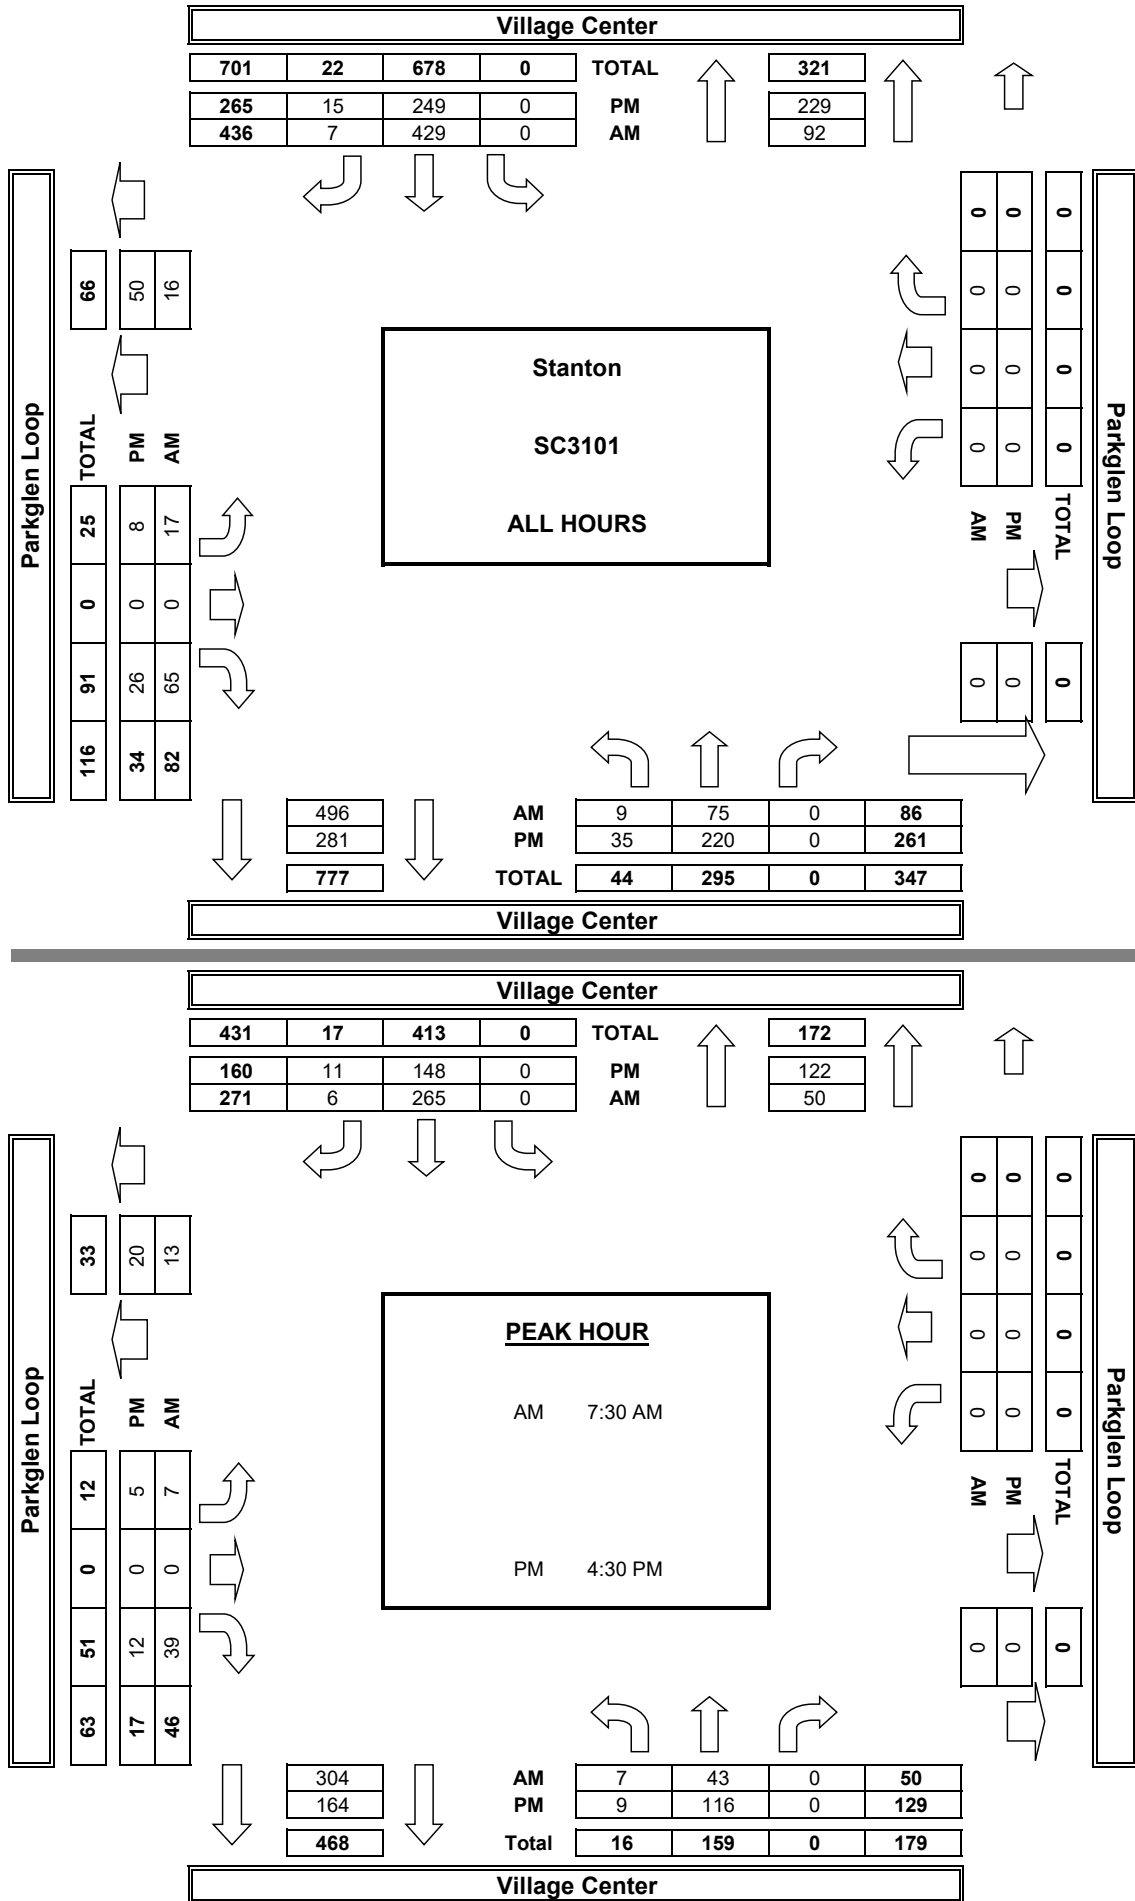 Village Center
701 22 678 0 TOTAL 321
265 15 249 0 PM 229
436 7 429 0 AM 92
Parkglen Loop
66 50 16
TOTAL PM AM
25 8 17
0 0 0
91 26 65
116 34 82
Stanton
SC3101
ALL HOURS
0 0 0
0 0 0
0 0 0
0 0 0
AM PM TOTAL
0 0 0
Parkglen Loop
496 AM 9 75 0 86
281 PM 35 220 0 261
777 TOTAL 44 295 0 347
Village Center
Village Center
431 17 413 0 TOTAL 172
160 11 148 0 PM 122
271 6 265 0 AM 50
Parkglen Loop
33 20 13
TOTAL PM AM
12 5 7
0 0 0
51 12 39
63 17 46
PEAK HOUR
AM 7:30 AM
PM 4:30 PM
0 0 0
0 0 0
0 0 0
0 0 0
AM PM TOTAL
0 0 0
Parkglen Loop
304 AM 7 43 0 50
164 PM 9 116 0 129
468 Total 16 159 0 179
Village Center